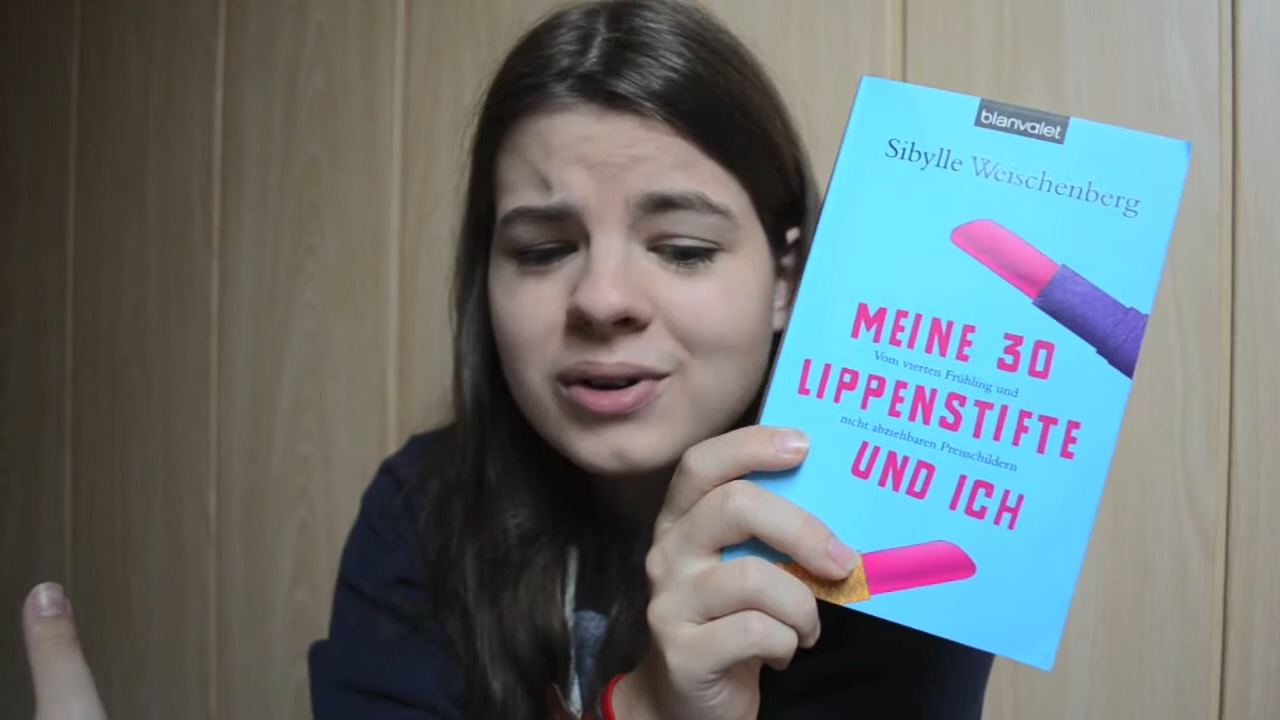 blanvalet
Sibylle Weischenberg
MEINE 30
Vom vierten Frühling und
LIPPENSTIFTE
nicht abziehbaren Preisschildern
UND ICH